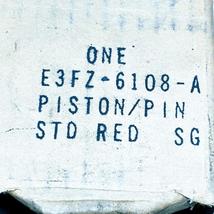 ONE
E3FZ-6108-A
PISTON/PIN
STD RED SG